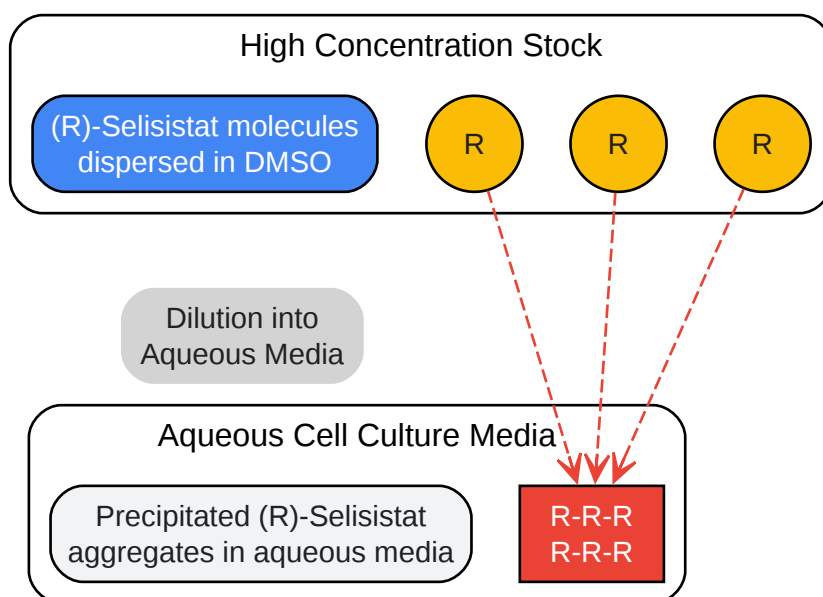 High Concentration Stock
(R)-Selisistat molecules
dispersed in DMSO
R
R
R
Dilution into
Aqueous Media
Aqueous Cell Culture Media
Precipitated (R)-Selisistat
aggregates in aqueous media
R-R-R
R-R-R